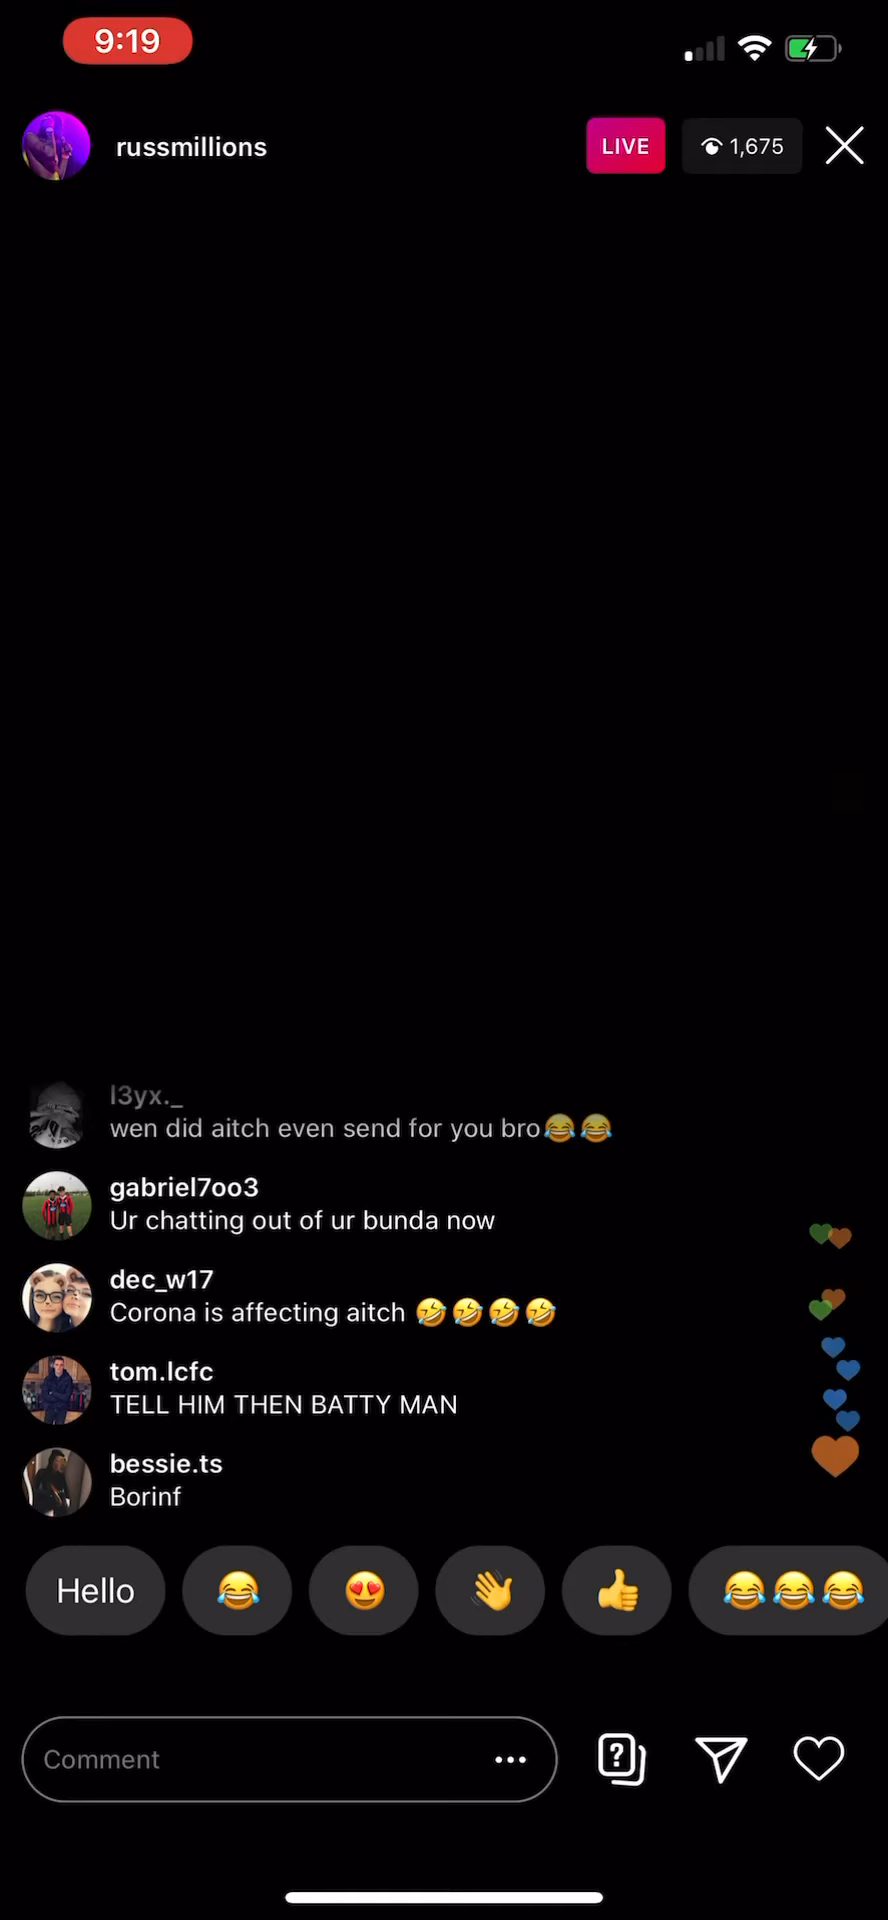 9:19
russmillions
LIVE
1,675
l3yx._
wen did aitch even send for you bro😂😂
gabriel7oo3
Ur chatting out of ur bunda now
dec_w17
Corona is affecting aitch 🤣🤣🤣🤣
tom.lcfc
TELL HIM THEN BATTY MAN
bessie.ts
Borinf
Hello 😂 😍 👋 👍 😂😂😂
Comment